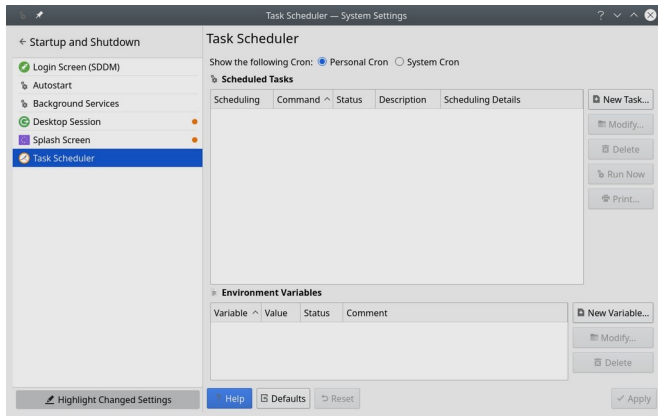 Task Scheduler — System Settings
Startup and Shutdown
Login Screen (SDDM)
Autostart
Background Services
Desktop Session
Splash Screen
Task Scheduler
Highlight Changed Settings
Task Scheduler
Show the following Cron: Personal Cron System Cron
Scheduled Tasks
Scheduling Command Status Description Scheduling Details
New Task...
Modify...
Delete
Run Now
Print...
Environment Variables
Variable Value Status Comment
New Variable...
Modify...
Delete
Help Defaults Reset Apply